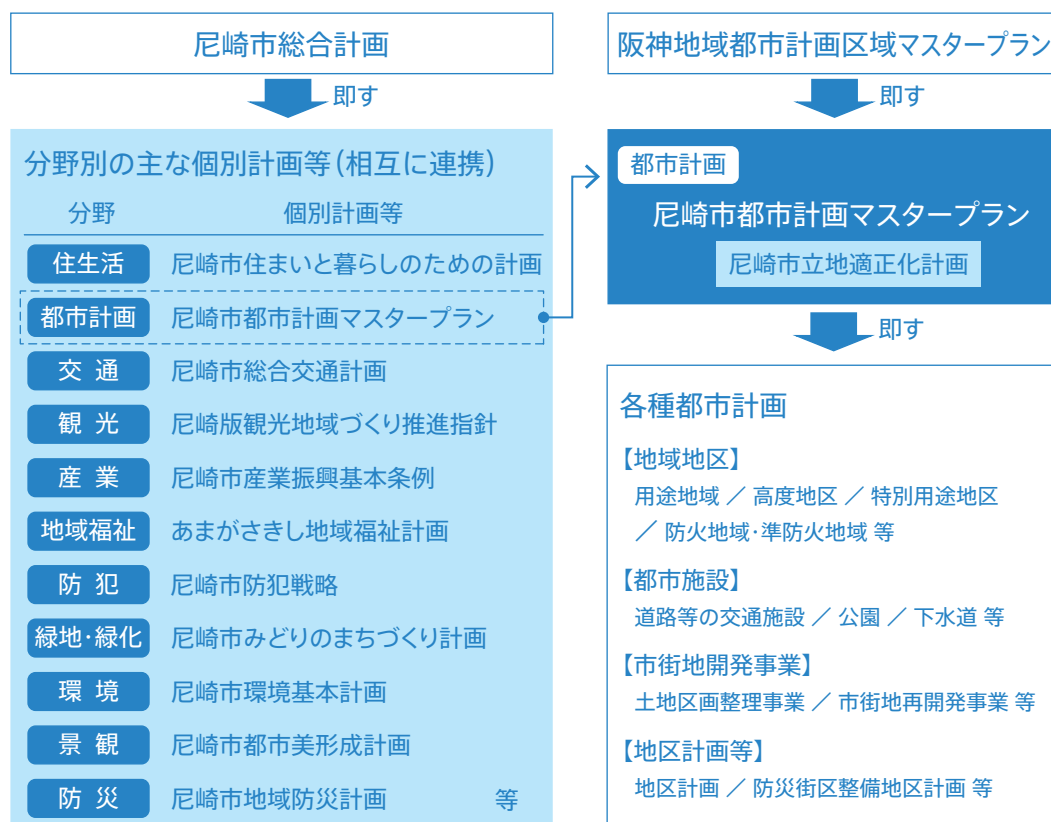 尼崎市総合計画
即す
分野別の主な個別計画等（相互に連携）
分野 個別計画等
住生活 尼崎市住まいと暮らしのための計画
都市計画 尼崎市都市計画マスタープラン
交 通 尼崎市総合交通計画
観 光 尼崎版観光地域づくり推進指針
産 業 尼崎市産業振興基本条例
地域福祉 あまがさきし地域福祉計画
防 犯 尼崎市防犯戦略
緑地・緑化 尼崎市みどりのまちづくり計画
環 境 尼崎市環境基本計画
景 観 尼崎市都市美形成計画
防 災 尼崎市地域防災計画 等
阪神地域都市計画区域マスタープラン
即す
都市計画
尼崎市都市計画マスタープラン
尼崎市立地適正化計画
即す
各種都市計画
【地域地区】
用途地域 ／ 高度地区 ／ 特別用途地区
／ 防火地域・準防火地域 等
【都市施設】
道路等の交通施設 ／ 公園 ／ 下水道 等
【市街地開発事業】
土地区画整理事業 ／ 市街地再開発事業 等
【地区計画等】
地区計画 ／ 防災街区整備地区計画 等